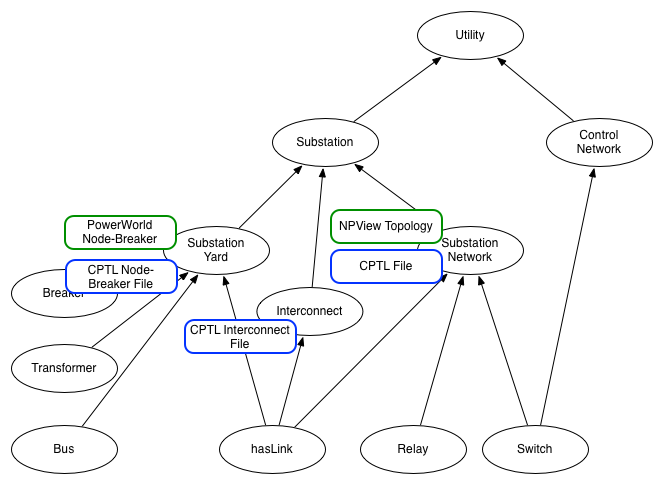 Utility
Substation
Control
Network
PowerWorld
Node-Breaker
NPView Topology
Substation
Yard
Substation
Network
CPTL Node-
Breaker File
CPTL File
Breaker
Interconnect
CPTL Interconnect
File
Transformer
Bus
hasLink
Relay
Switch